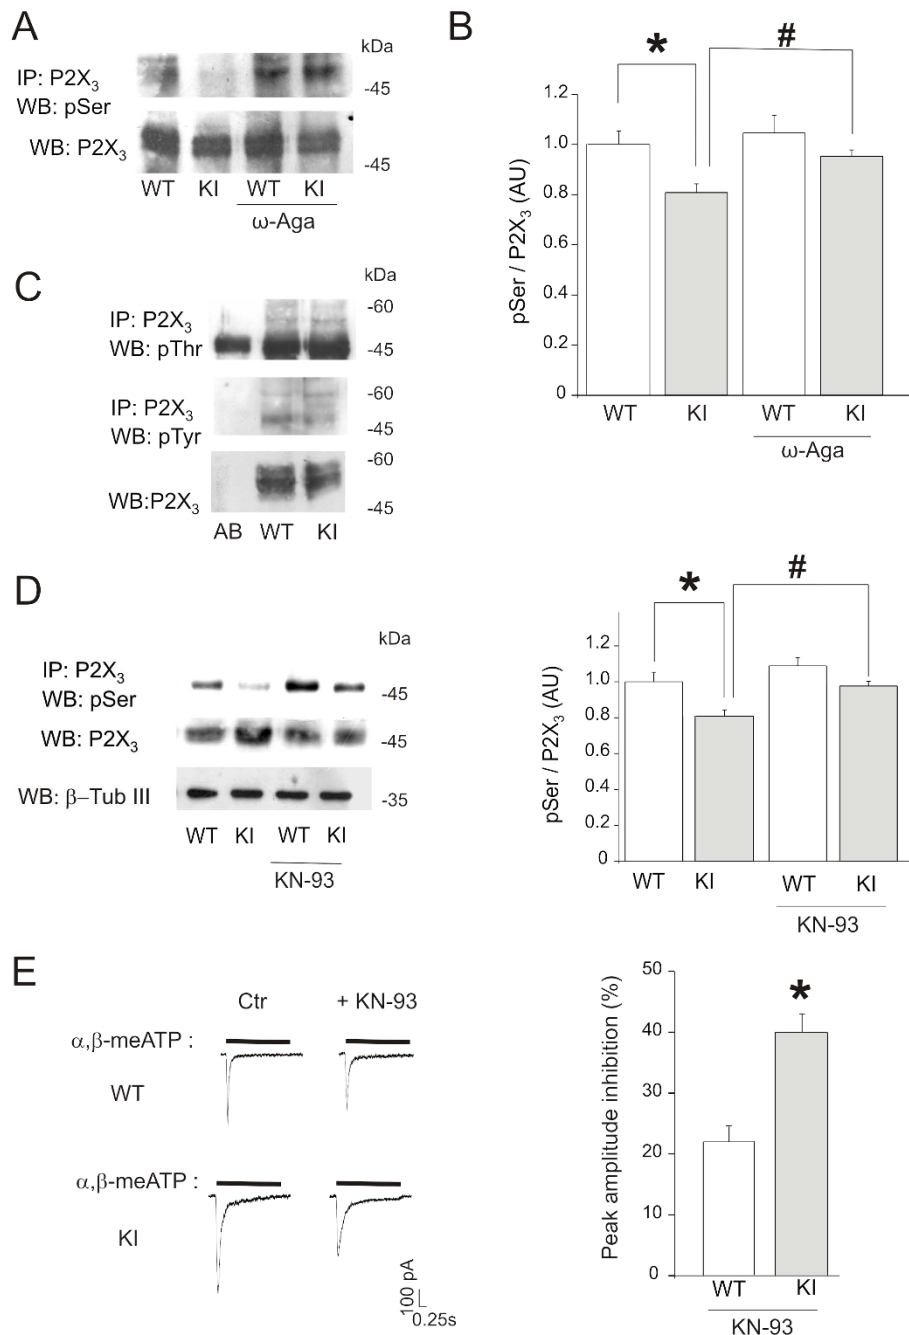 A
kDa
IP: P2X3
WB: pSer
-45
WB: P2X3
-45
WT KI WT KI
ω-Aga
B
* #
pSer / P2X3 (AU)
1.2
1.0
0.8
0.6
0.4
0.2
0
WT KI WT KI
ω-Aga
C
kDa
-60
IP: P2X3
WB: pThr
-45
-60
IP: P2X3
WB: pTyr
-45
-60
WB:P2X3
-45
AB WT KI
D
kDa
IP: P2X3
WB: pSer
-45
WB: P2X3
-45
WB: β–Tub III
-35
WT KI WT KI
KN-93
* #
pSer / P2X3 (AU)
1.2
1.0
0.8
0.6
0.4
0.2
0
WT KI WT KI
KN-93
E
Ctr + KN-93
α,β-meATP :
WT
α,β-meATP :
KI
100 pA
0.25s
Peak amplitude inhibition (%)
50
40
30
20
10
0
*
WT KI
KN-93